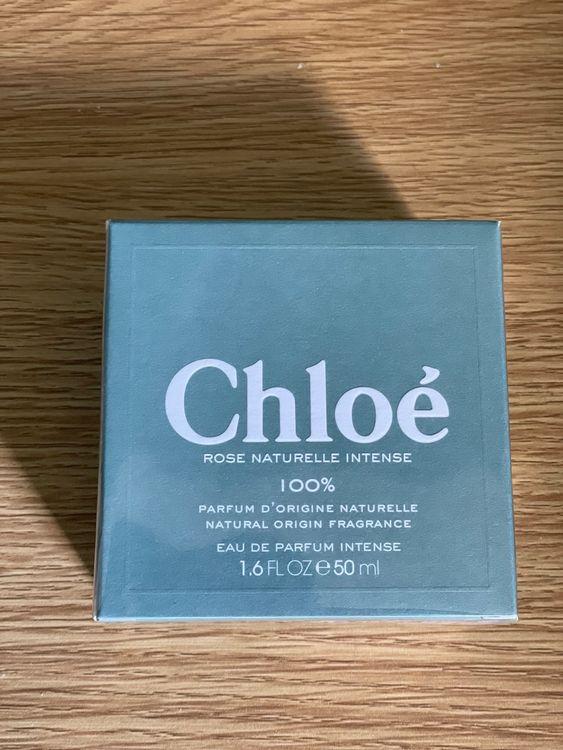 Chloé
ROSE NATURELLE INTENSE
100%
PARFUM D'ORIGINE NATURELLE
NATURAL ORIGIN FRAGRANCE
EAU DE PARFUM INTENSE
1.6 FL OZ ℮ 50 ml